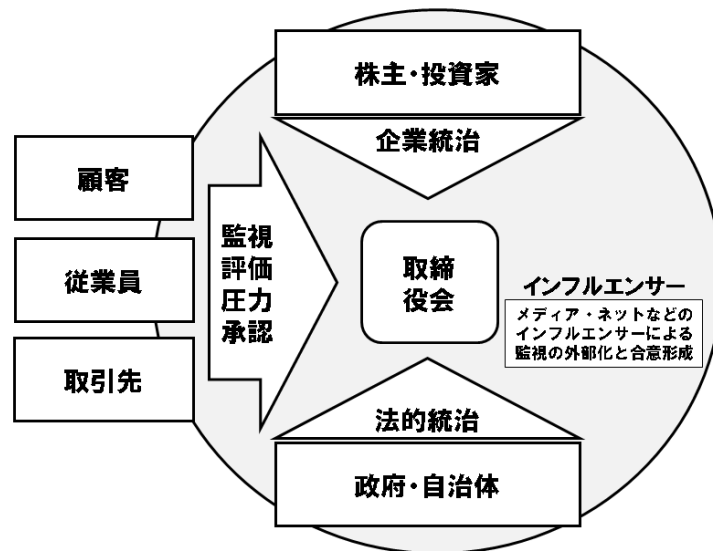 株主・投資家
企業統治
顧客
従業員
取引先
監視
評価
圧力
承認
取締
役会
インフルエンサー
メディア・ネットなどの
インフルエンサーによる
監視の外部化と合意形成
法的統治
政府・自治体